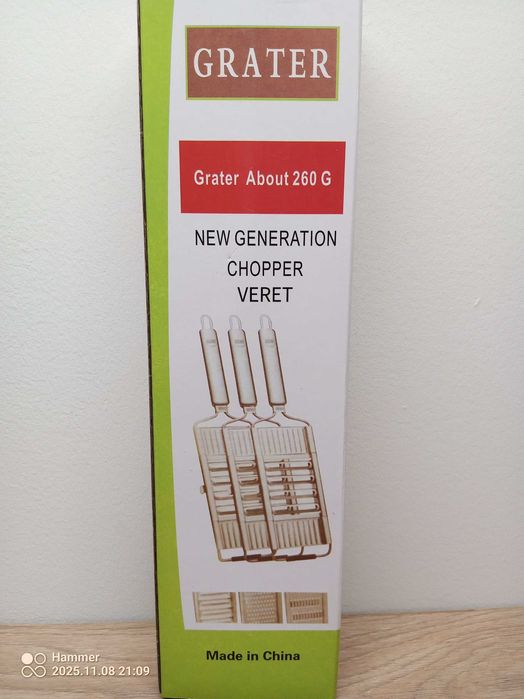 GRATER
Grater About 260 G
NEW GENERATION
CHOPPER
VERET
Made in China
Hammer
2025.11.08 21:09